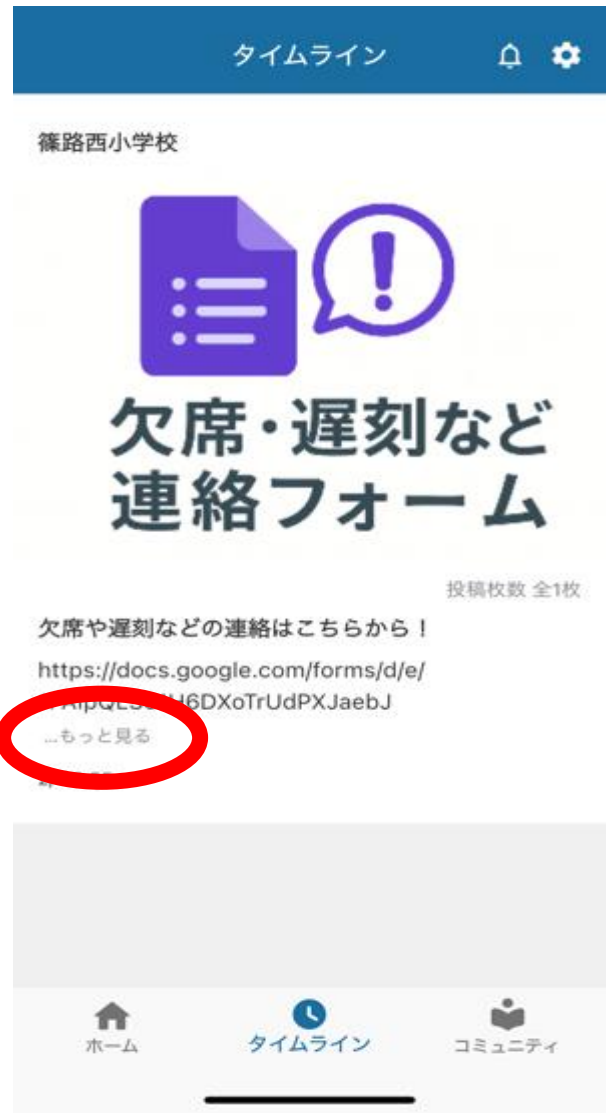 タイムライン
篠路西小学校
欠席・遅刻など
連絡フォーム
投稿枚数 全1枚
欠席や遅刻などの連絡はこちらから！
https://docs.google.com/forms/d/e/
6DXoTrUdPXJaebJ
...もっと見る
ホーム
タイムライン
コミュニティ